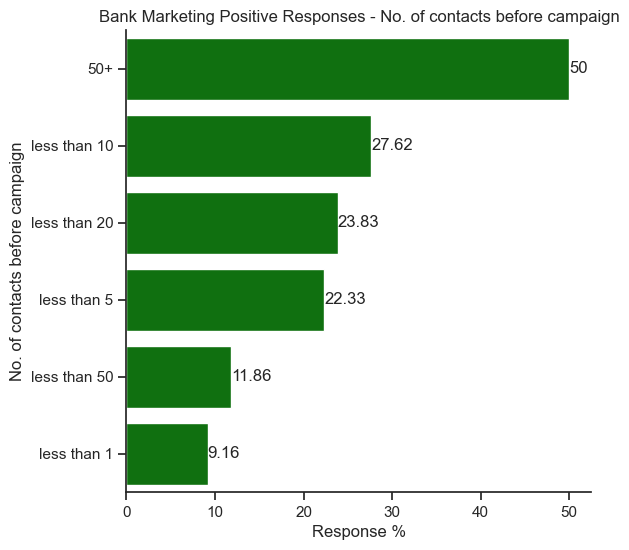 Bank Marketing Positive Responses - No. of contacts before campaign
No. of contacts before campaign
50+
50
less than 10
27.62
less than 20
23.83
less than 5
22.33
less than 50
11.86
less than 1
9.16
0 10 20 30 40 50
Response %